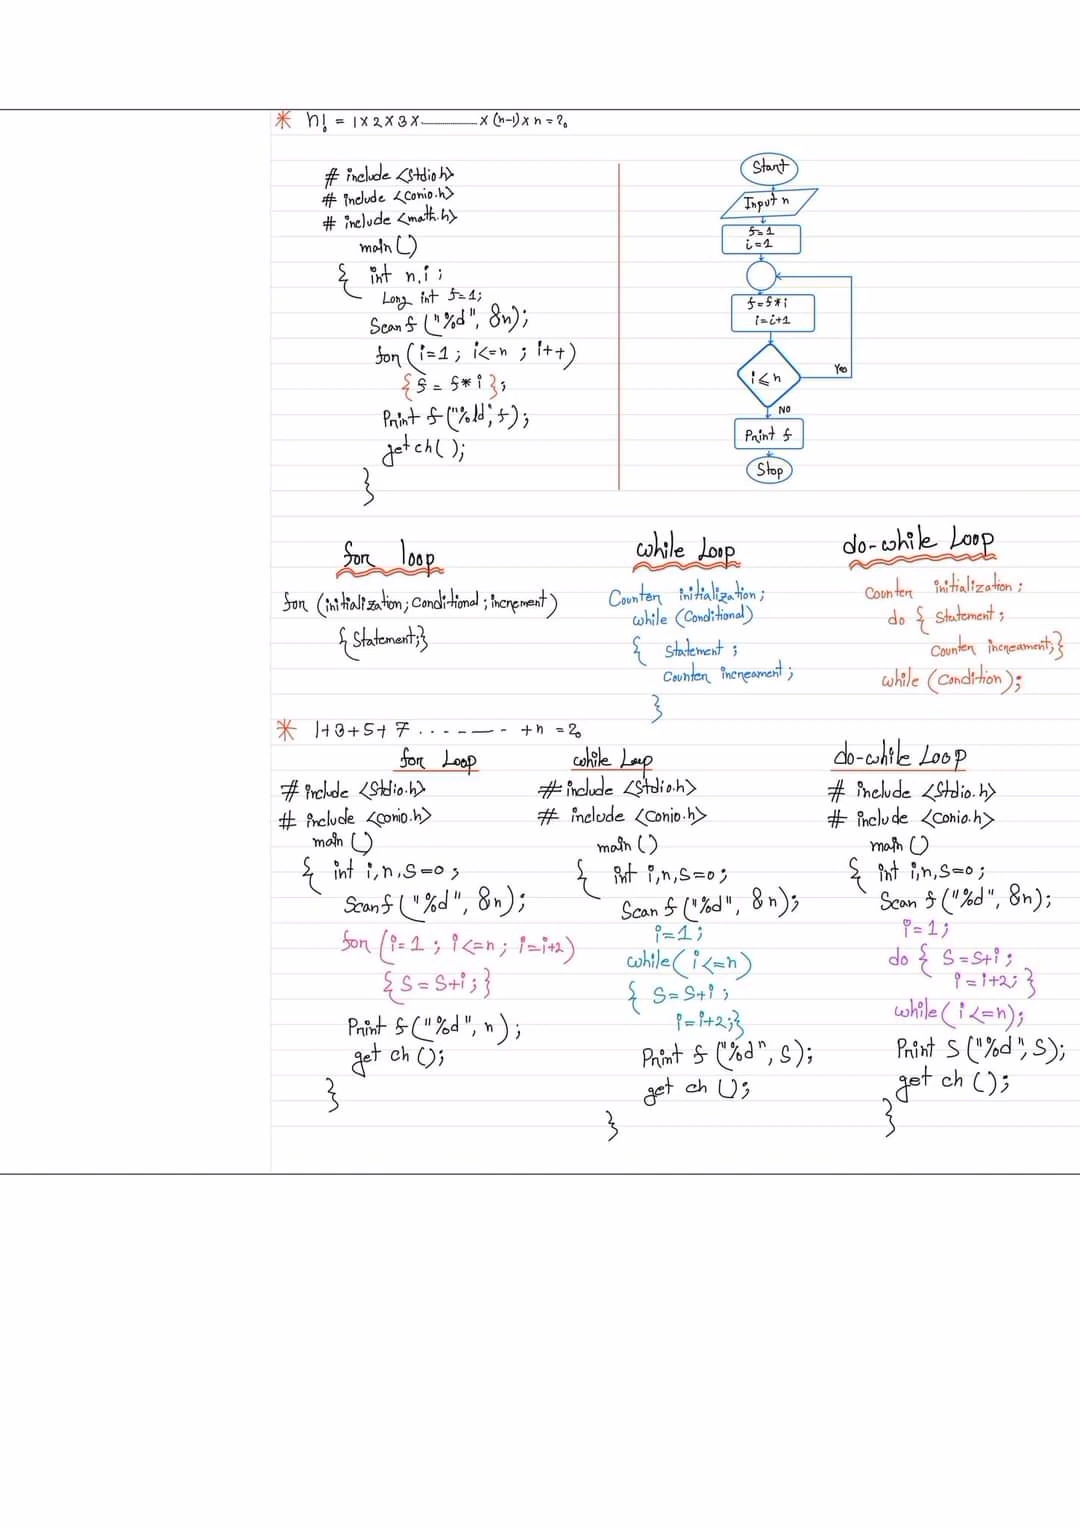 * n! = 1×2×3×............×(n-1)×n=?
# include <stdio.h>
# include <conio.h>
# include <math.h>
main ()
{ int n,i ;
Long int f=1;
Scanf ("%d", &n);
for (i=1 ; i<=n ; i++)
{f = f*i};
Printf ("%ld", f);
getch( );
}
Start
Input n
f=1
i=1
f=f*i
i=i+1
i≤n
Yes
NO
Print f
Stop
for loop
for (initialization; Conditional ; increment)
{ Statement;}
while Loop
Counter initialization;
while (Conditional)
{ Statement ;
Counter increament ;
}
do-while Loop
Counter initialization ;
do { Statement ;
Counter increament;}
while (Condition);
* 1+3+5+7 ........ +n =?
for Loop
# include <Stdio.h>
# include <conio.h>
main ()
{ int i,n,S=0 ;
Scanf ("%d", &n);
for (i=1 ; i<=n; i=i+2)
{S = S+i ;}
Printf ("%d", n) ;
get ch ();
}
while Loop
# include <Stdio.h>
# include <Conio.h>
main ()
{ int i,n,S=0 ;
Scanf ("%d", &n);
i=1;
while( i<=n)
{ S= S+i ;
i=i+2;}
Printf ("%d", S);
get ch ();
}
do-while Loop
# include <Stdio.h>
# include <Conio.h>
main ()
{ int i,n,S=0;
Scanf ("%d", &n);
i=1;
do { S=S+i ;
i=i+2; }
while( i<=n);
Print S ("%d", S);
get ch ();
}